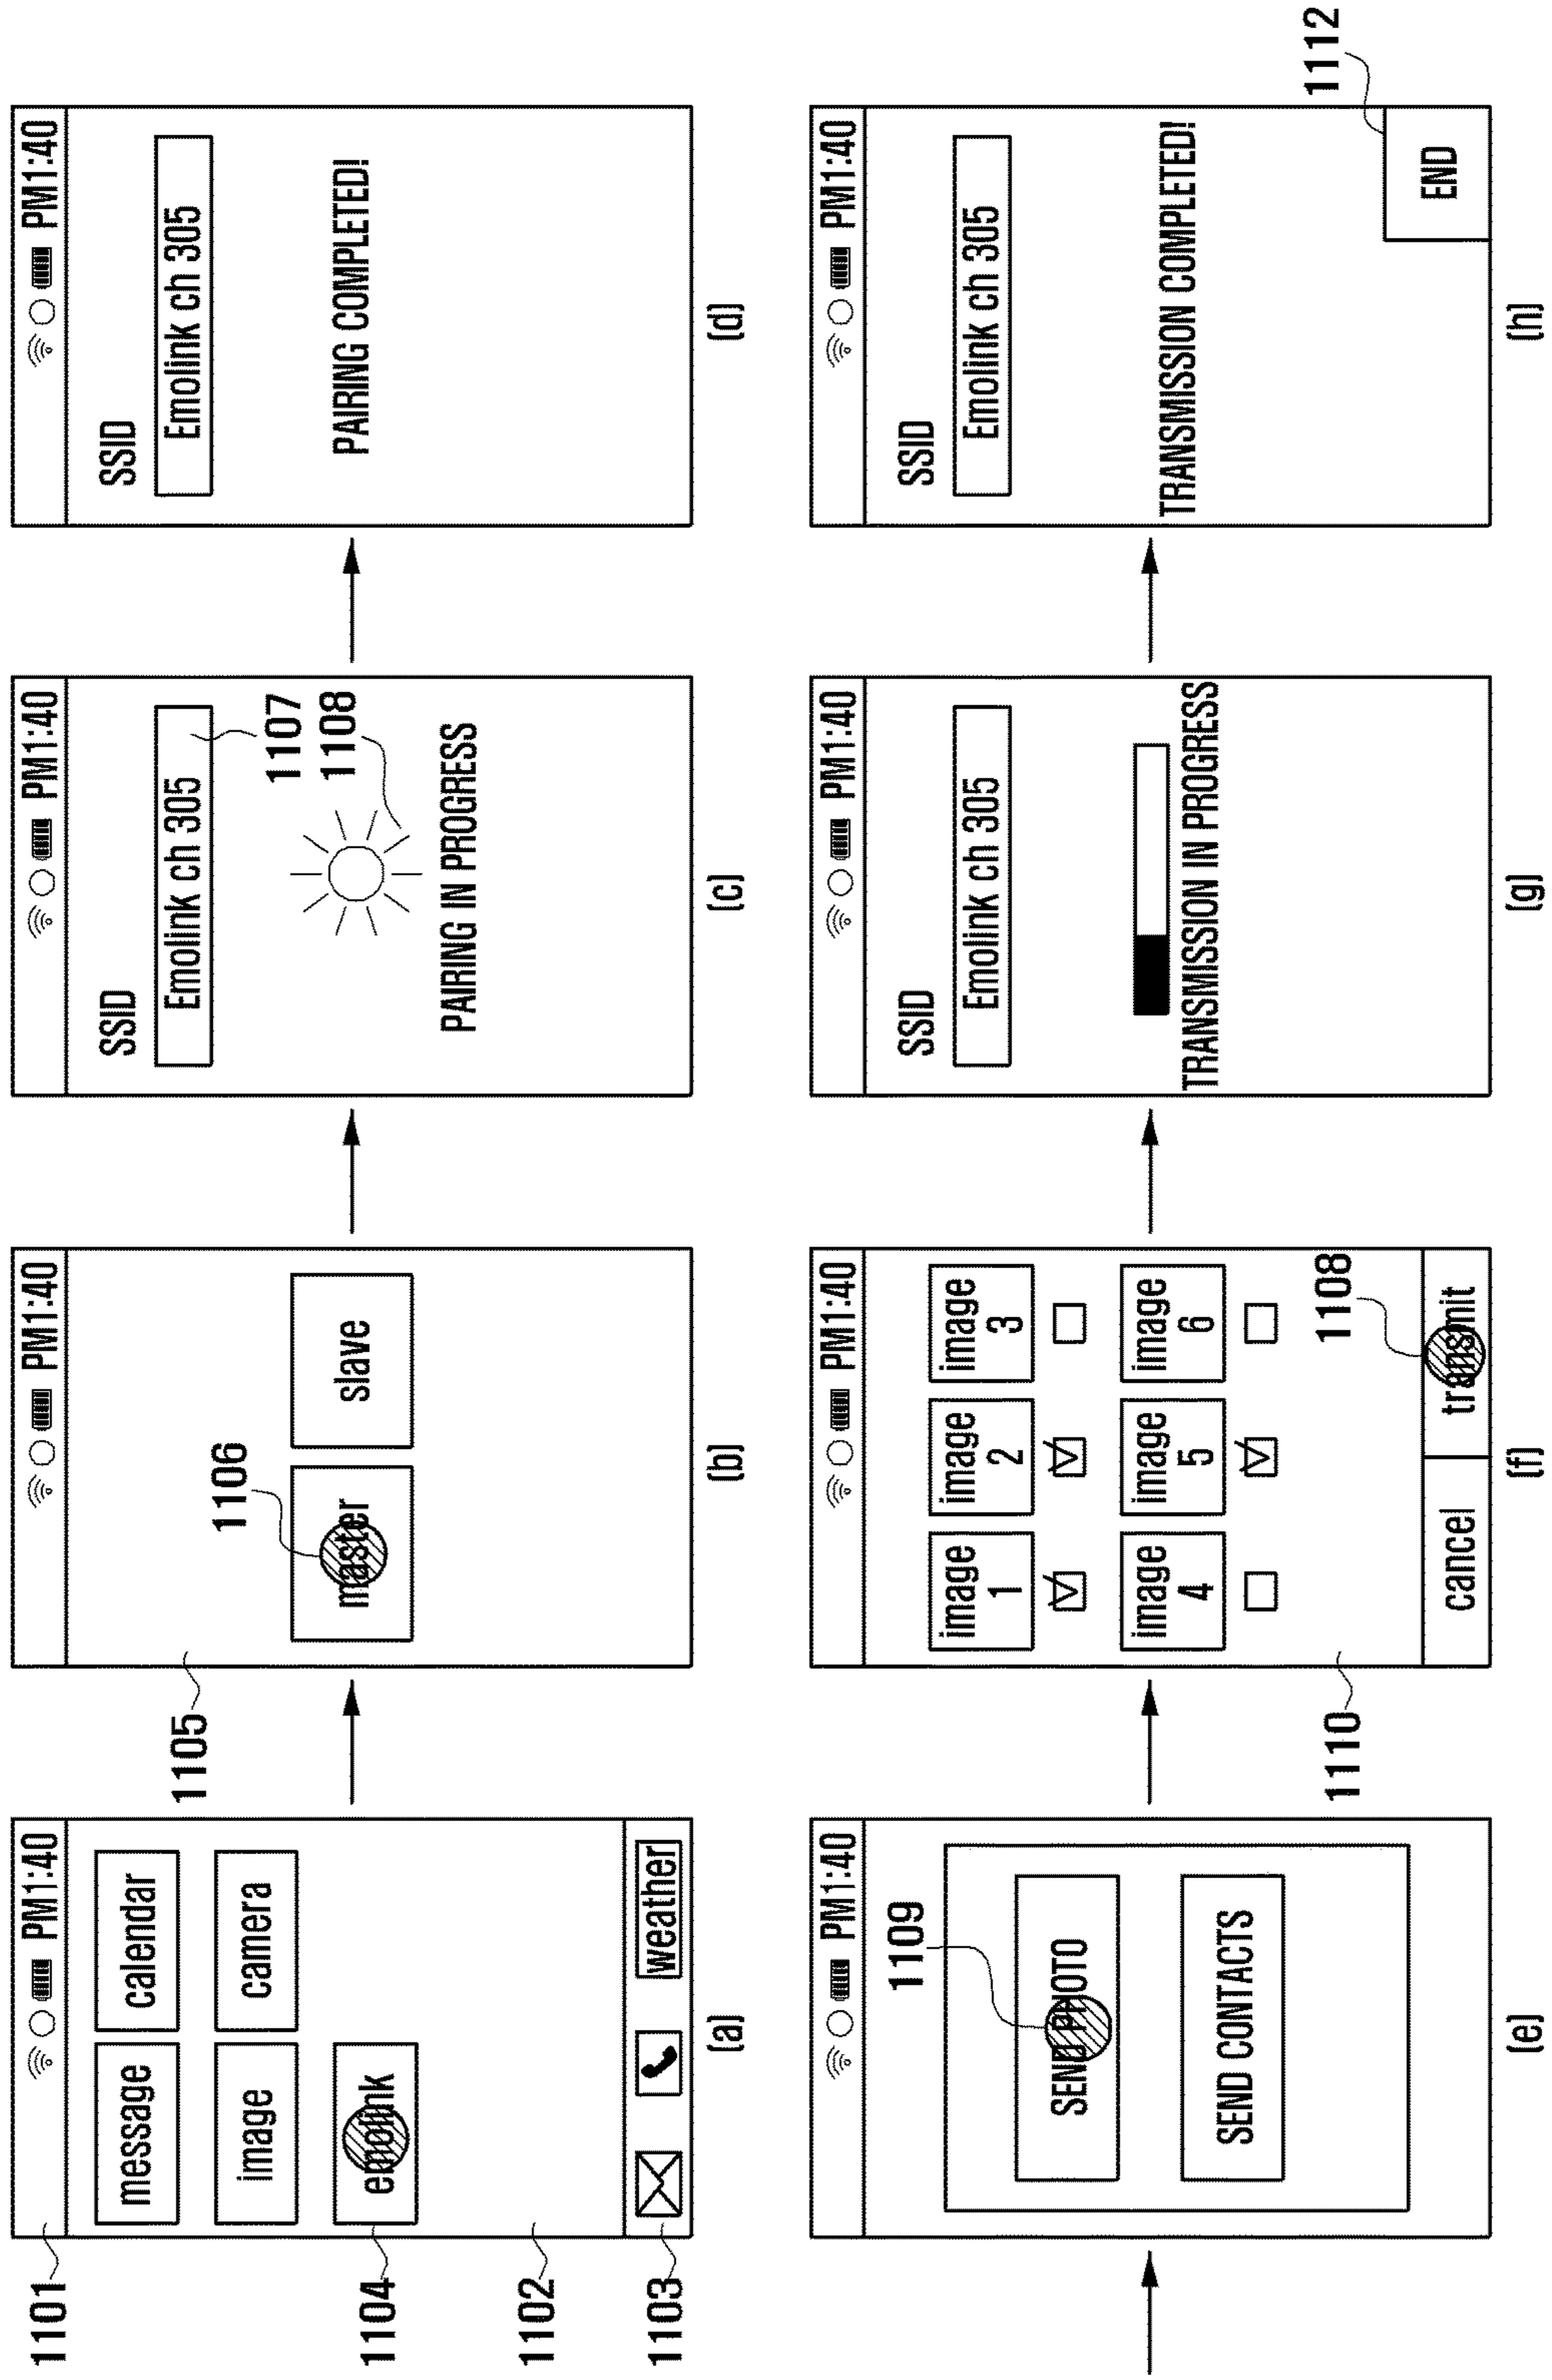 1101
PM1:40
message
calendar
image
camera
1104
emolink
1102
1103
weather
(a)
1105
PM1:40
1106
master
slave
(b)
PM1:40
SSID
Emolink ch 305
1107
1108
PAIRING IN PROGRESS
(c)
PM1:40
SSID
Emolink ch 305
PAIRING COMPLETED!
(d)
PM1:40
1109
SEND PHOTO
SEND CONTACTS
(e)
PM1:40
image 1
image 2
image 3
image 4
image 5
image 6
1110
1108
cancel
transmit
(f)
PM1:40
SSID
Emolink ch 305
TRANSMISSION IN PROGRESS
(g)
PM1:40
SSID
Emolink ch 305
TRANSMISSION COMPLETED!
1112
END
(h)